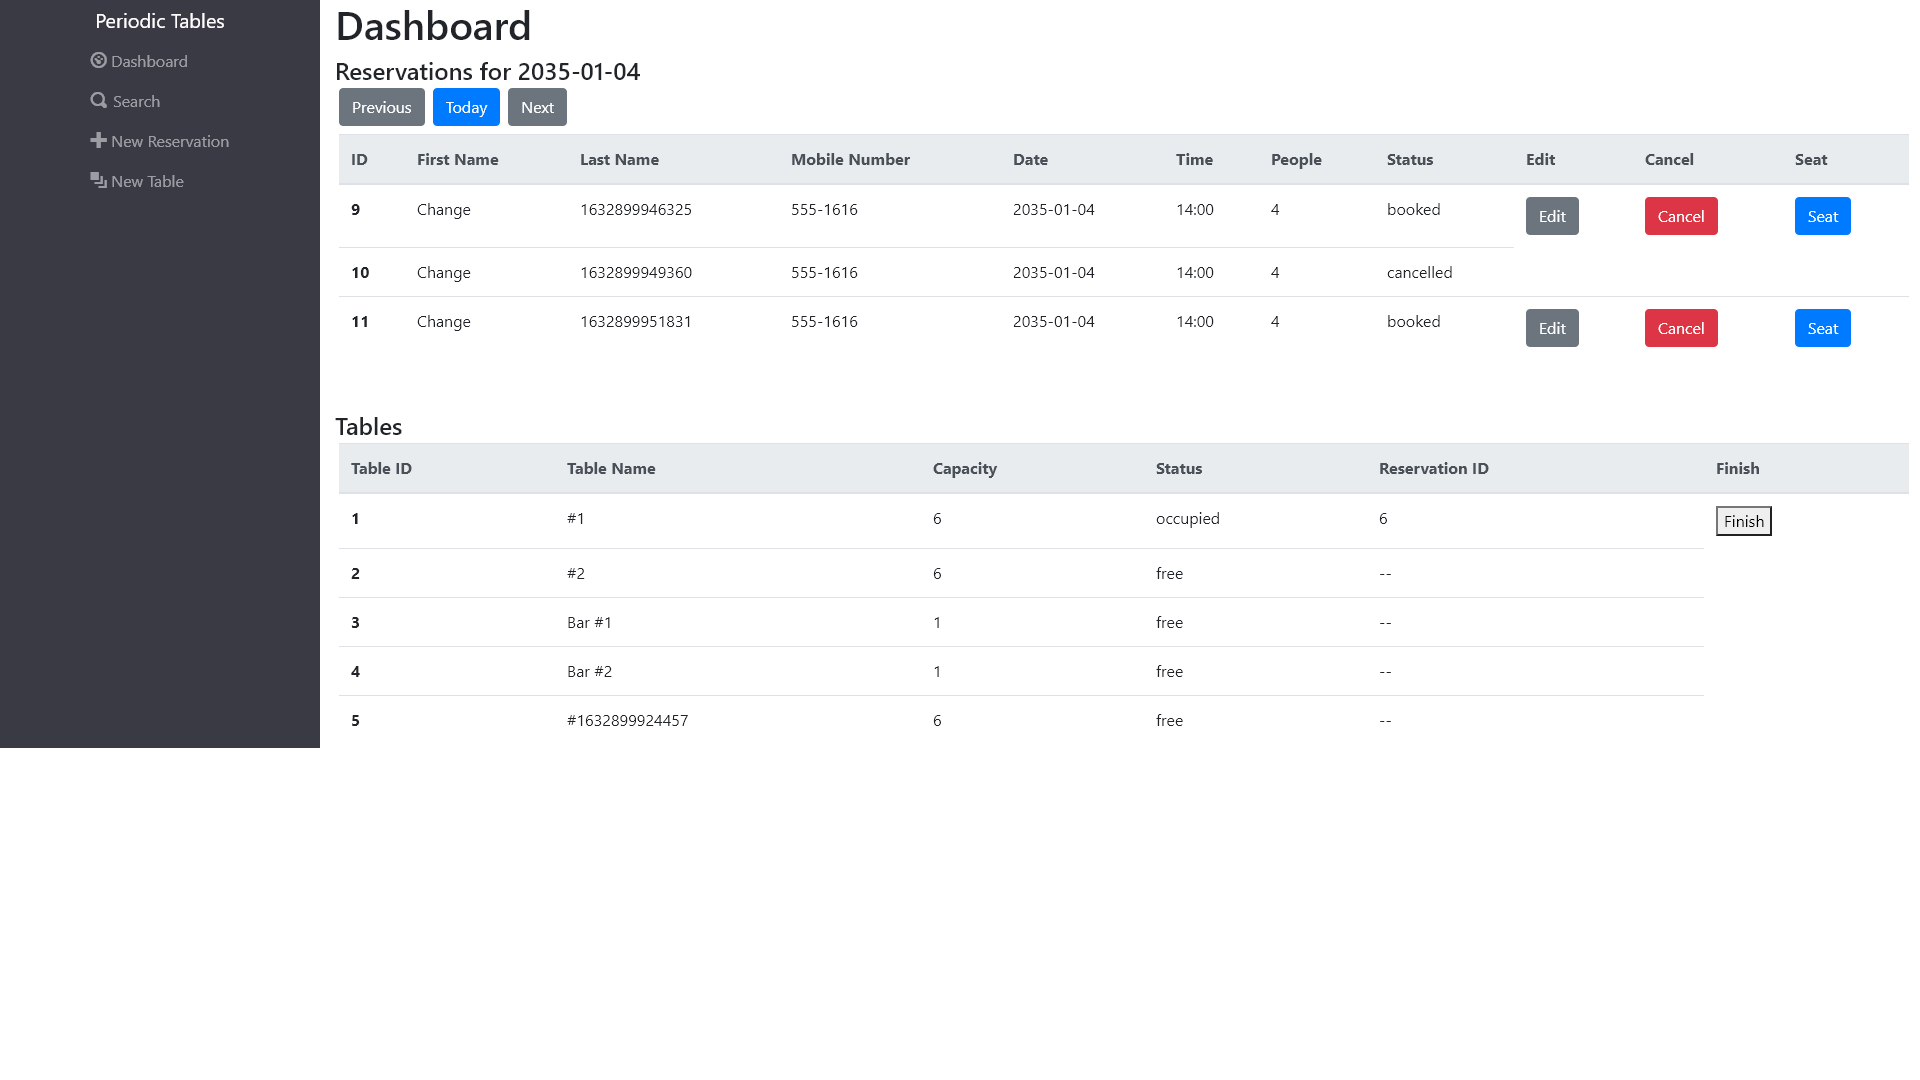 Periodic Tables
Dashboard
Search
New Reservation
New Table
Dashboard
Reservations for 2035-01-04
Previous Today Next
ID First Name Last Name Mobile Number Date Time People Status Edit Cancel Seat
9 Change 1632899946325 555-1616 2035-01-04 14:00 4 booked Edit Cancel Seat
10 Change 1632899949360 555-1616 2035-01-04 14:00 4 cancelled
11 Change 1632899951831 555-1616 2035-01-04 14:00 4 booked Edit Cancel Seat
Tables
Table ID Table Name Capacity Status Reservation ID Finish
1 #1 6 occupied 6 Finish
2 #2 6 free --
3 Bar #1 1 free --
4 Bar #2 1 free --
5 #1632899924457 6 free --